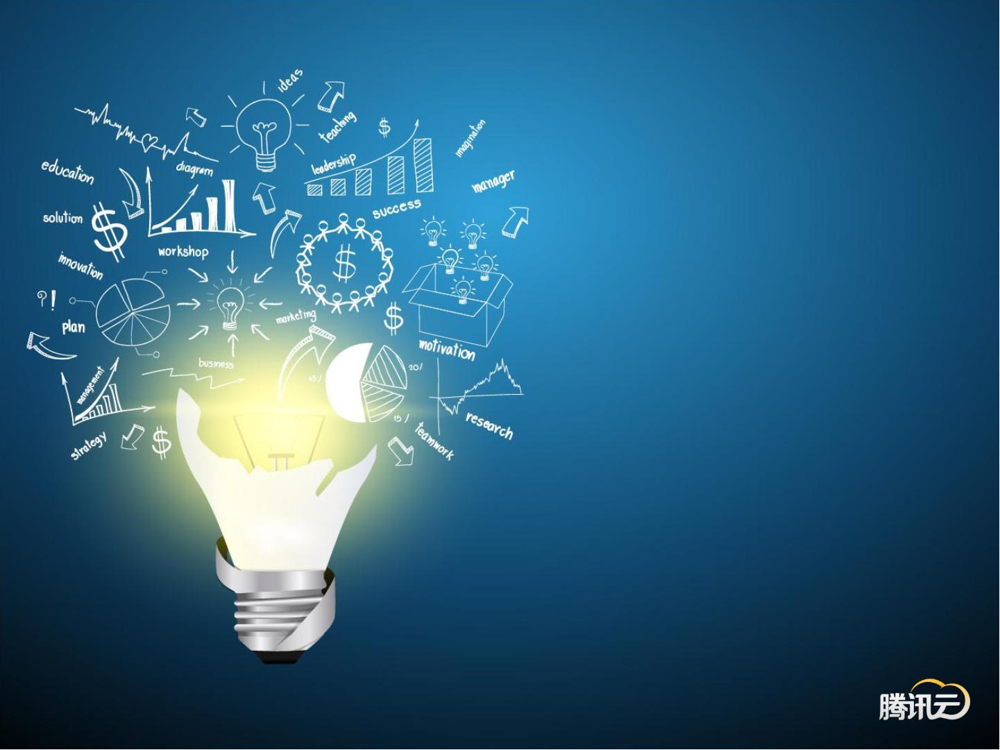 ideas
teaching
$
imagination
leadership
education
diagram
manager
success
solution
$
workshop
innovation
$
?!
marketing
$
plan
motivation
business
20%
management
15%
research
teamwork
strategy
$
腾讯云